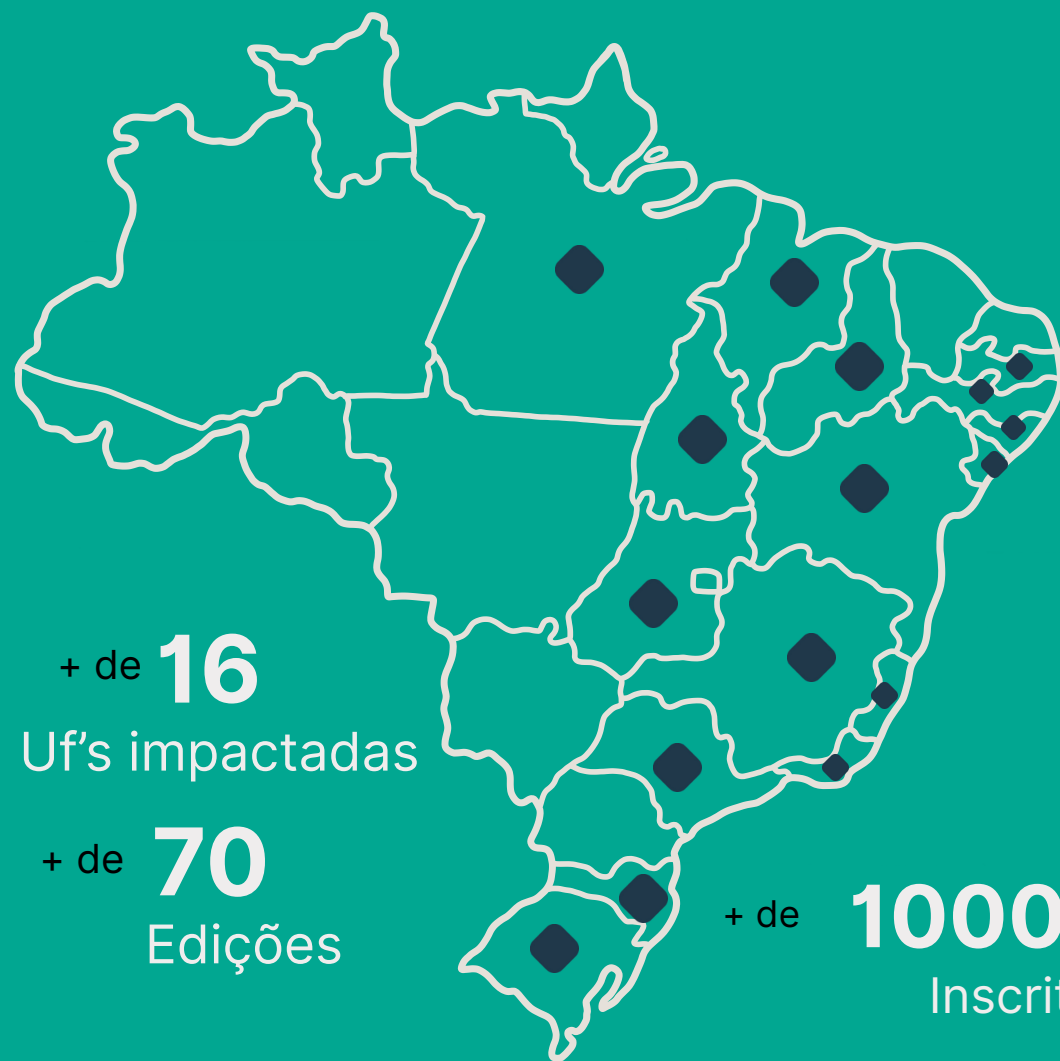 + de 16
Uf’s impactadas
+ de 70
Edições
+ de 1000